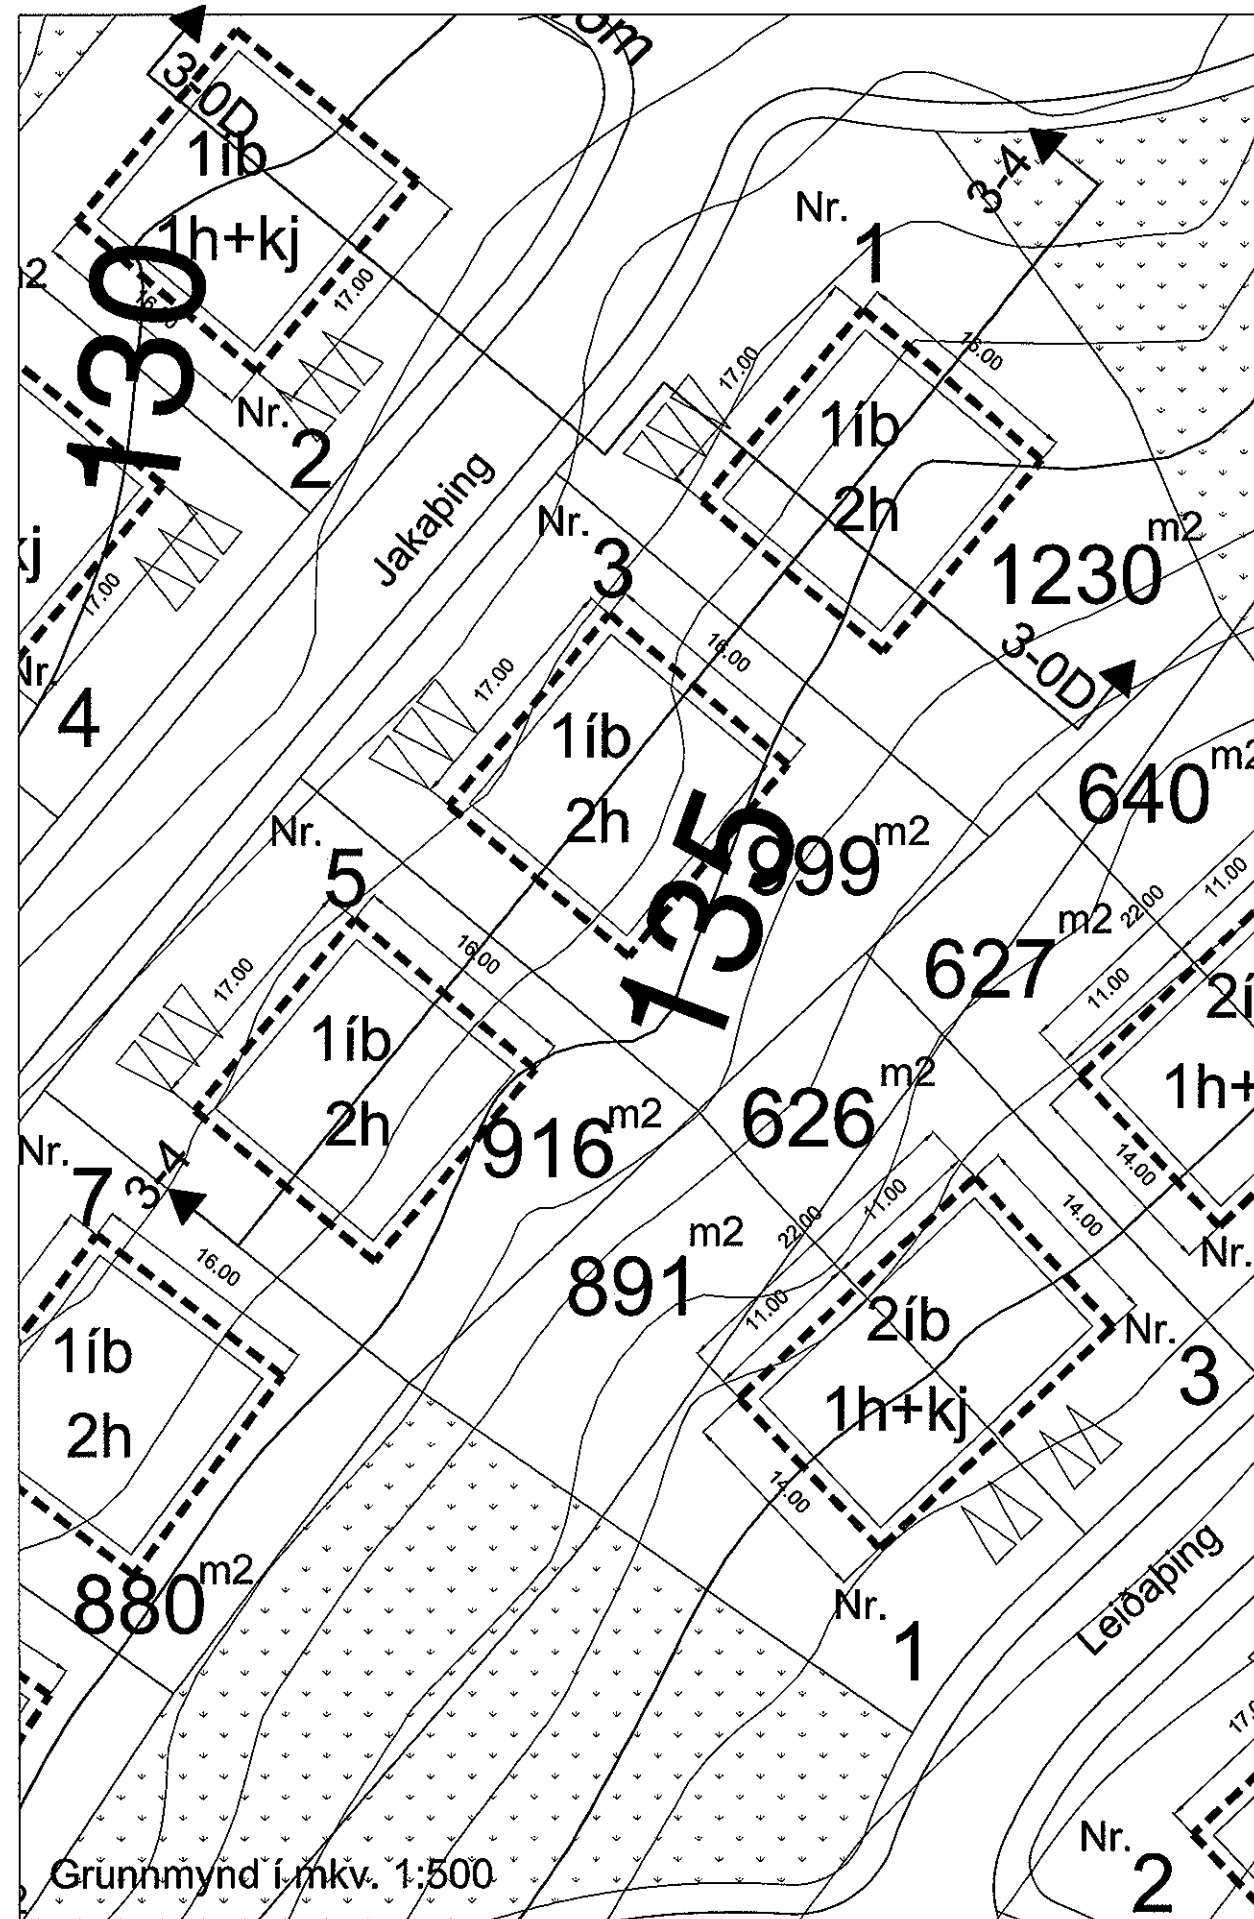 3-0D
1íb
1h+kj
16.00
17.00
130
Nr.
2
3-4
Nr.
1
17.00
16.00
1íb
2h
1230 m2
3-0D
Jakaþing
Nr.
3
17.00
16.00
1íb
2h
135
999 m2
kj
17.00
Nr.
4
640 m2
Nr.
5
17.00
16.00
1íb
2h
916 m2
627 m2
22.00
11.00
11.00
14.00
1h+
Nr.
626 m2
Nr.
7
3-4
16.00
1íb
2h
880 m2
891 m2
22.00
11.00
11.00
14.00
14.00
2íb
1h+kj
Nr.
3
Nr.
1
Leiðaþing
Nr.
2
Grunnmynd í mkv. 1:500